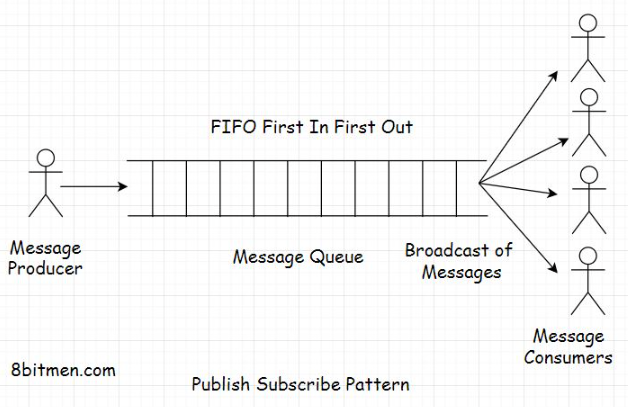 FIFO First In First Out
Message
Producer
Message Queue
Broadcast of
Messages
Message
Consumers
8bitmen.com
Publish Subscribe Pattern